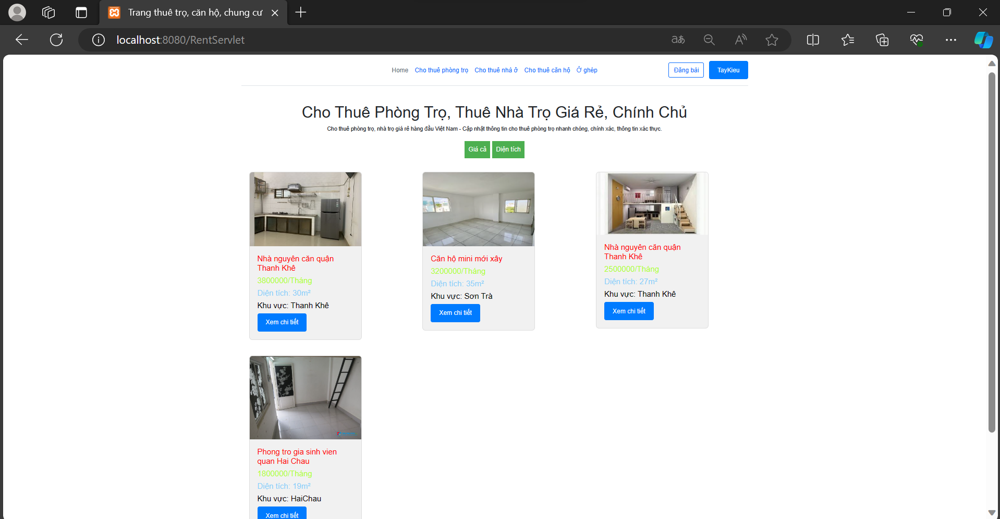 Trang thuê trọ, căn hộ, chung cư
localhost:8080/RentServlet
Home Cho thuê phòng trọ Cho thuê nhà ở Cho thuê căn hộ Ở ghép Đăng bài TayKieu
Cho Thuê Phòng Trọ, Thuê Nhà Trọ Giá Rẻ, Chính Chủ
Cho thuê phòng trọ, nhà trọ giá rẻ hàng đầu Việt Nam - Cập nhật thông tin cho thuê phòng trọ nhanh chóng, chính xác, thông tin xác thực.
Giá cả Diện tích
Nhà nguyên căn quận
Thanh Khê
3800000/Tháng
Diện tích: 30m²
Khu vực: Thanh Khê
Xem chi tiết
Căn hộ mini mới xây
3200000/Tháng
Diện tích: 35m²
Khu vực: Sơn Trà
Xem chi tiết
Nhà nguyên căn quận
Thanh Khê
2500000/Tháng
Diện tích: 27m²
Khu vực: Thanh Khê
Xem chi tiết
Phong tro gia sinh vien
quan Hai Chau
1800000/Tháng
Diện tích: 19m²
Khu vực: HaiChau
Xem chi tiết